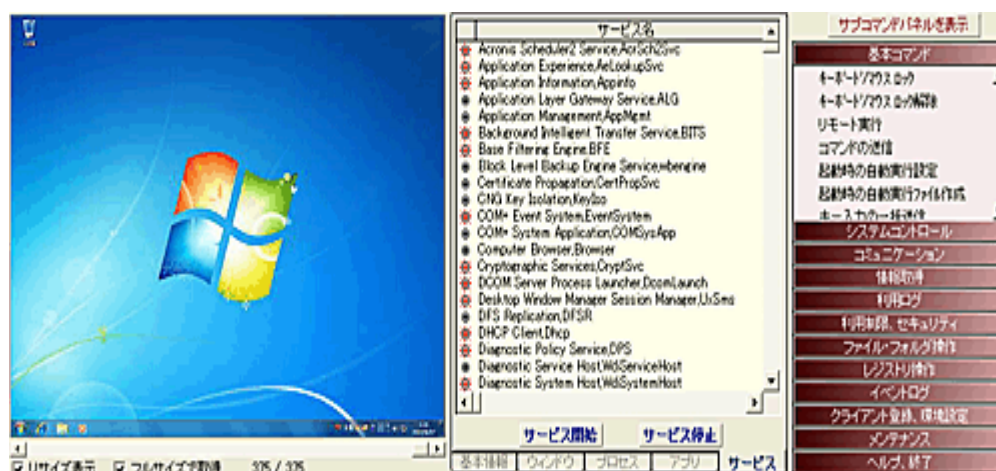 サービス名
Acronis Scheduler2 Service,AcrSch2Svc
Application Experience,AeLookupSvc
Application Information,Appinfo
Application Layer Gateway Service,ALG
Application Management,AppMgmt
Background Intelligent Transfer Service,BITS
Base Filtering Engine,BFE
Block Level Backup Engine Service,wbengine
Certificate Propagation,CertPropSvc
CNG Key Isolation,KeyIso
COM+ Event System,EventSystem
COM+ System Application,COMSysApp
Computer Browser,Browser
Cryptographic Services,CryptSvc
DCOM Server Process Launcher,DcomLaunch
Desktop Window Manager Session Manager,UxSms
DFS Replication,DFSR
DHCP Client,Dhcp
Diagnostic Policy Service,DPS
Diagnostic Service Host,WdiServiceHost
Diagnostic System Host,WdiSystemHost
サービス開始
サービス停止
基本情報
ウィンドウ
プロセス
アプリ
サービス
サブコマンドパネルを表示
基本コマンド
キーボード/マウス ロック
キーボード/マウス ロック解除
リモート実行
コマンドの送信
起動時の自動実行設定
起動時の自動実行ファイル作成
キー入力の一括送信
システムコントロール
コミュニケーション
情報取得
利用ログ
利用制限、セキュリティ
ファイル・フォルダ操作
レジストリ操作
イベントログ
クライアント登録、環境設定
メンテナンス
ヘルプ、終了
リサイズ表示
フルサイズで取得
375 / 375